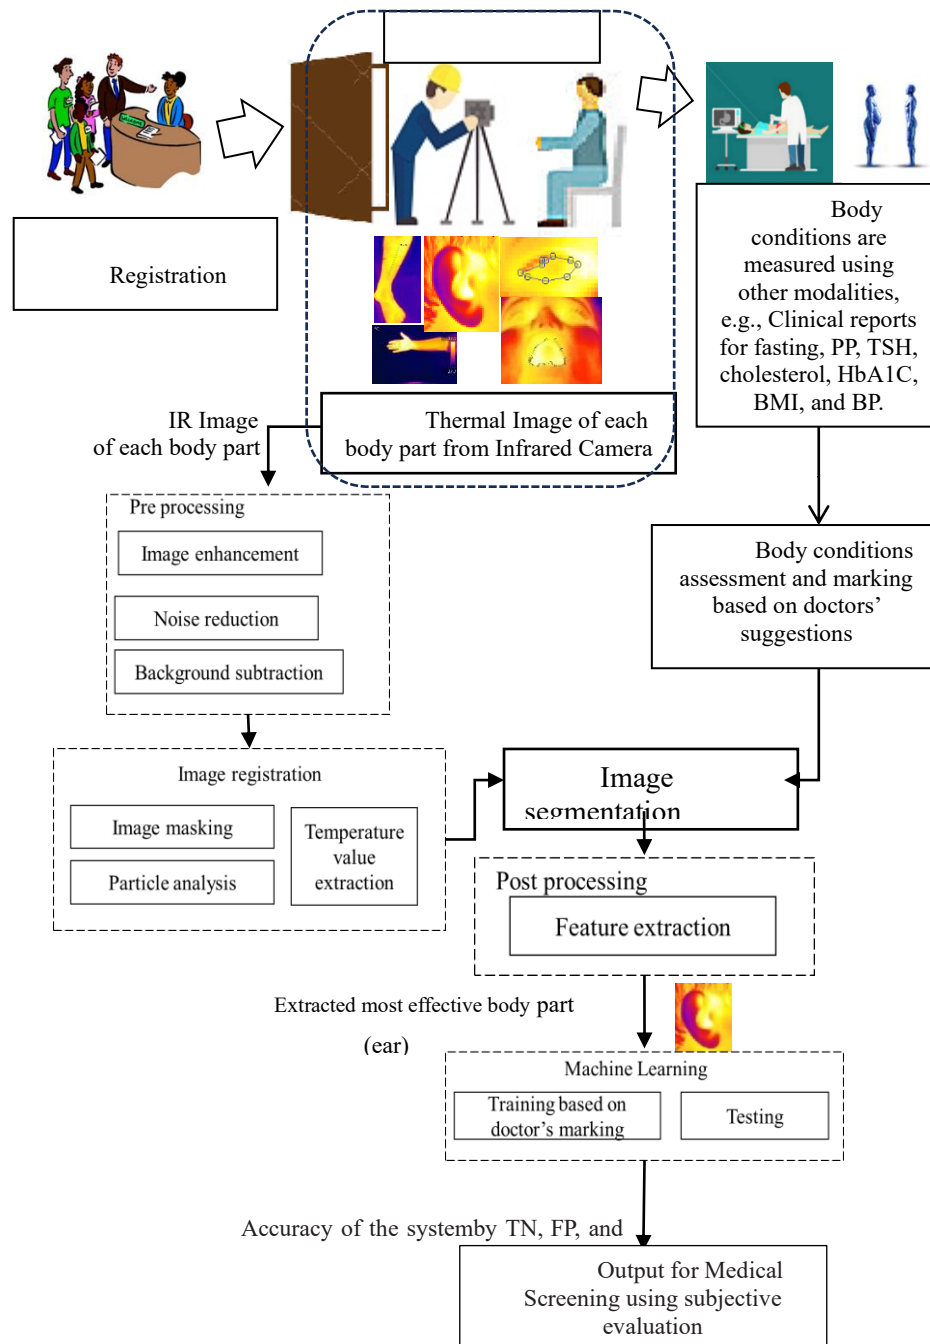 Registration
Body
conditions are
measured using
other modalities,
e.g., Clinical reports
for fasting, PP, TSH,
cholesterol, HbA1C,
BMI, and BP.
IR Image
of each body part
Thermal Image of each
body part from Infrared Camera
Pre processing
Image enhancement
Noise reduction
Background subtraction
Body conditions
assessment and marking
based on doctors’
suggestions
Image registration
Image masking
Particle analysis
Temperature
value
extraction
Image
segmentation
Post processing
Feature extraction
Extracted most effective body part
(ear)
Machine Learning
Training based on
doctor’s marking
Testing
Accuracy of the systemby TN, FP, and
Output for Medical
Screening using subjective
evaluation